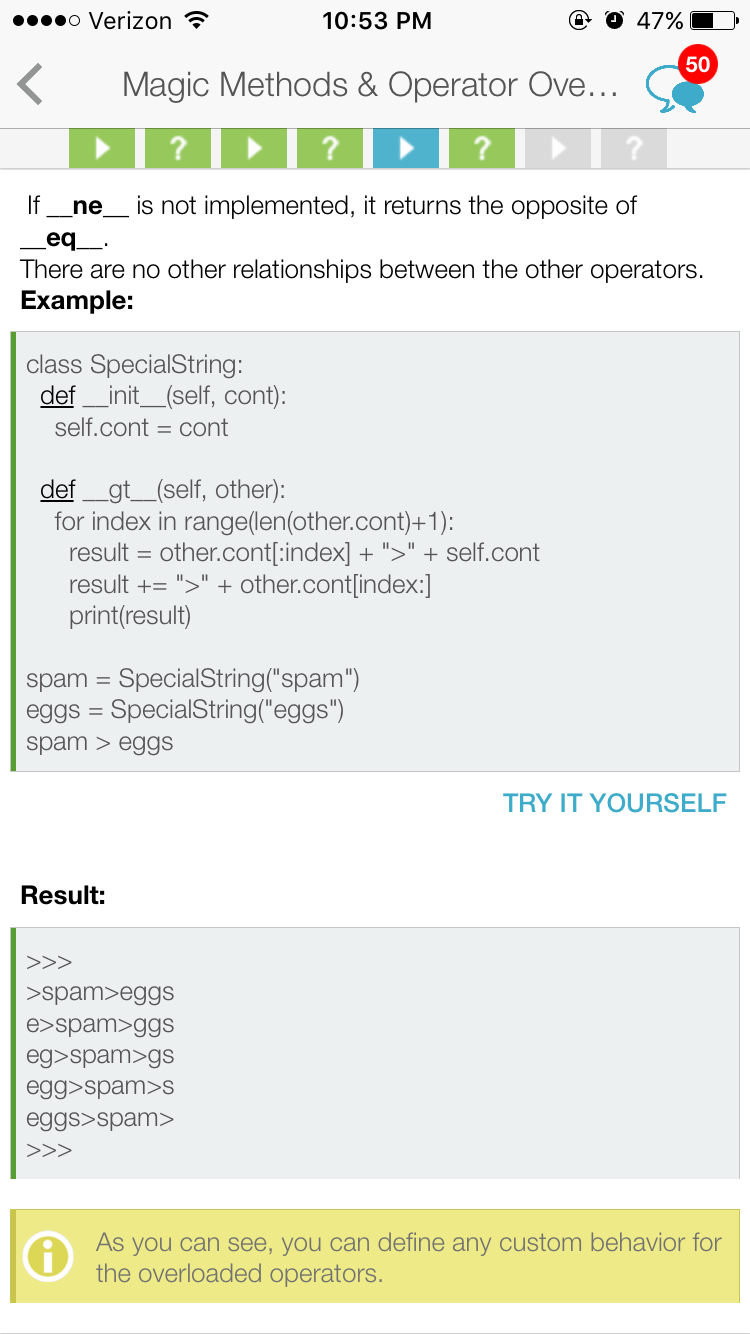 Verizon 10:53 PM 47%
Magic Methods & Operator Ove... 50
? ? ? ?
If __ne__ is not implemented, it returns the opposite of
__eq__.
There are no other relationships between the other operators.
Example:
class SpecialString:
def __init__(self, cont):
self.cont = cont
def __gt__(self, other):
for index in range(len(other.cont)+1):
result = other.cont[:index] + ">" + self.cont
result += ">" + other.cont[index:]
print(result)
spam = SpecialString("spam")
eggs = SpecialString("eggs")
spam > eggs
TRY IT YOURSELF
Result:
>>>
>spam>eggs
e>spam>ggs
eg>spam>gs
egg>spam>s
eggs>spam>
>>>
As you can see, you can define any custom behavior for
the overloaded operators.